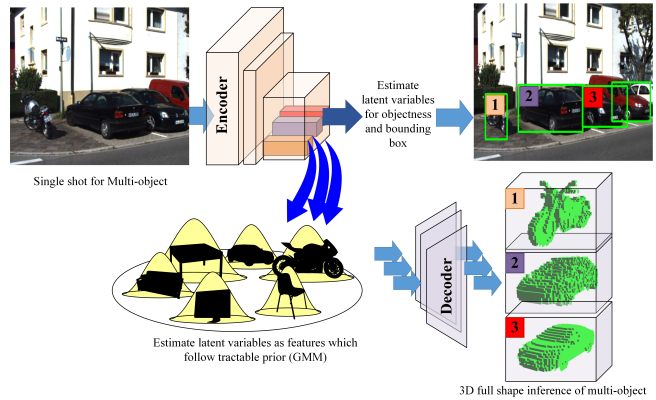 Single shot for Multi-object
Encoder
Estimate
latent variables
for objectness
and bounding
box
1
2
3
Estimate latent variables as features which
follow tractable prior (GMM)
Decoder
1
2
3
3D full shape inference of multi-object